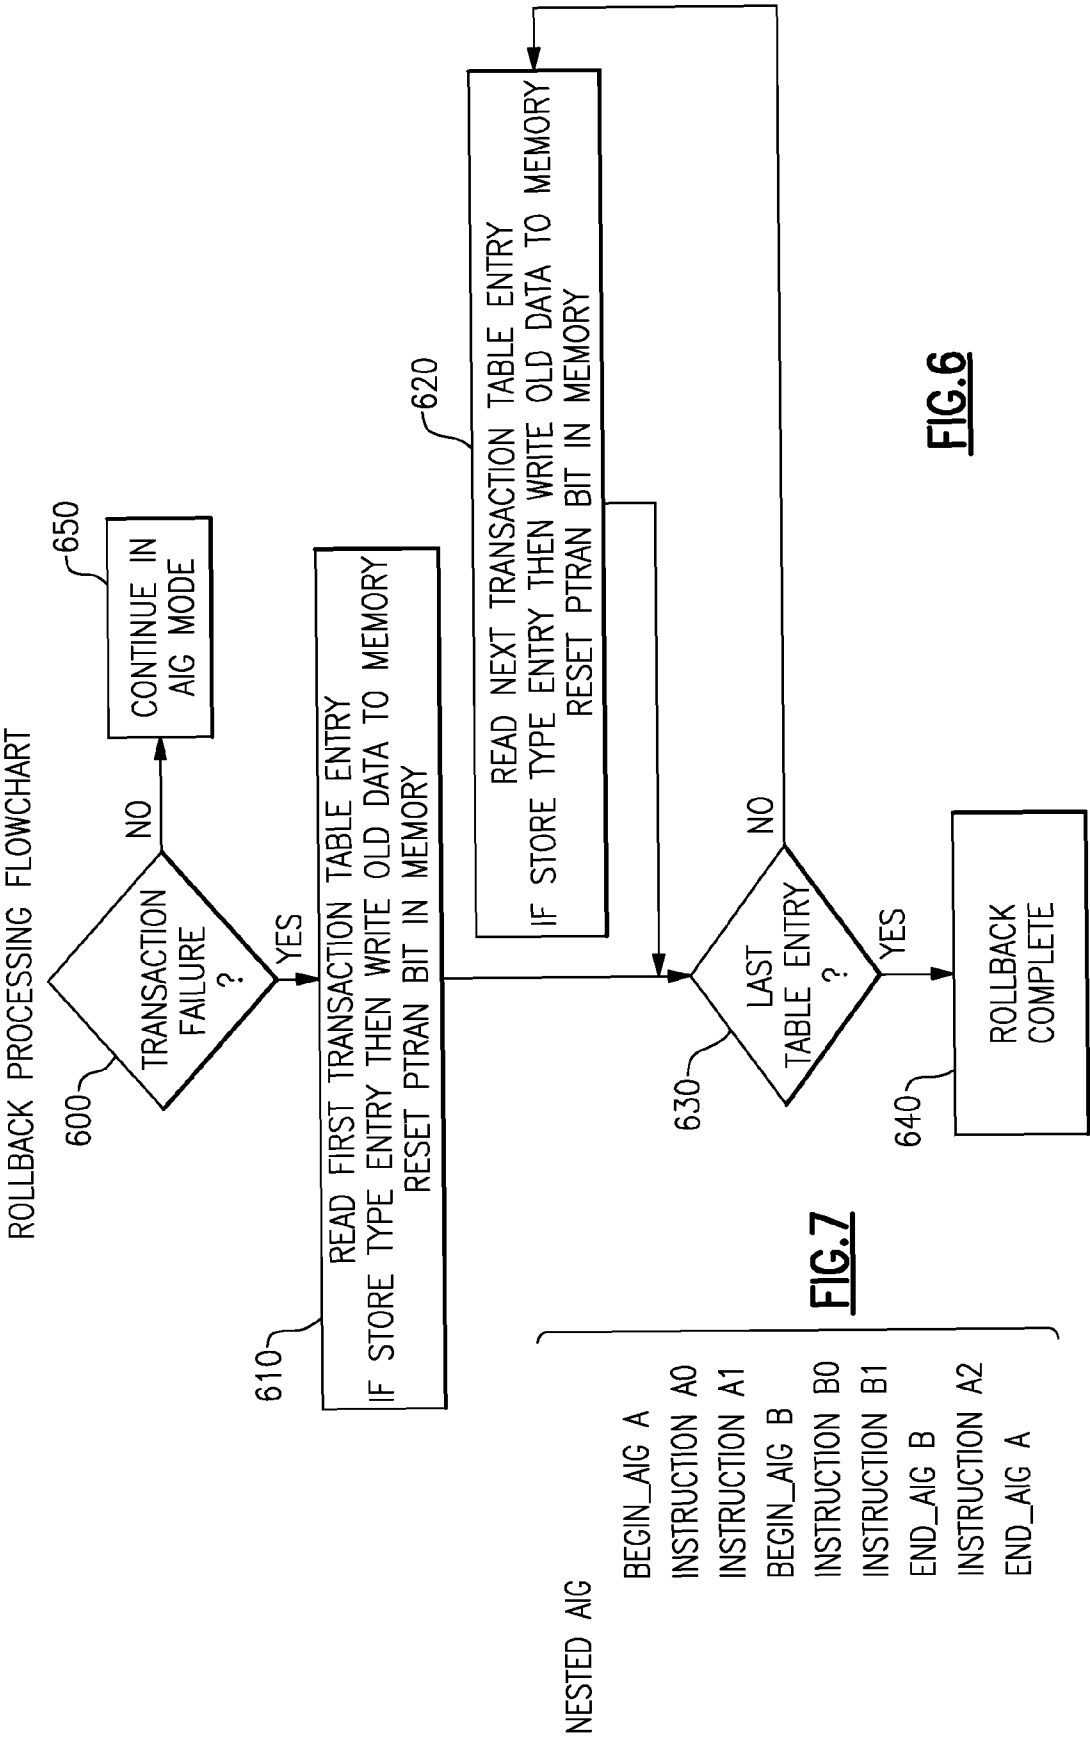 ROLLBACK PROCESSING FLOWCHART
600
TRANSACTION
FAILURE
?
NO
650
CONTINUE IN
AIG MODE
YES
610
READ FIRST TRANSACTION TABLE ENTRY
IF STORE TYPE ENTRY THEN WRITE OLD DATA TO MEMORY
RESET PTRAN BIT IN MEMORY
620
READ NEXT TRANSACTION TABLE ENTRY
IF STORE TYPE ENTRY THEN WRITE OLD DATA TO MEMORY
RESET PTRAN BIT IN MEMORY
630
LAST
TABLE ENTRY
?
NO
YES
640
ROLLBACK
COMPLETE
FIG.6
NESTED AIG
BEGIN_AIG A
INSTRUCTION A0
INSTRUCTION A1
BEGIN_AIG B
INSTRUCTION B0
INSTRUCTION B1
END_AIG B
INSTRUCTION A2
END_AIG A
FIG.7